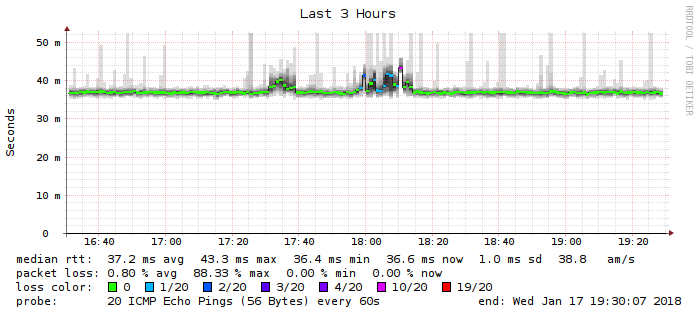 Last 3 Hours
RRDTOOL / TOBI OETIKER
Seconds
50 m
40 m
30 m
20 m
10 m
0
16:40 17:00 17:20 17:40 18:00 18:20 18:40 19:00 19:20
median rtt: 37.2 ms avg 43.3 ms max 36.4 ms min 36.6 ms now 1.0 ms sd 38.8 am/s
packet loss: 0.80 % avg 88.33 % max 0.00 % min 0.00 % now
loss color: 0 1/20 2/20 3/20 4/20 10/20 19/20
probe: 20 ICMP Echo Pings (56 Bytes) every 60s end: Wed Jan 17 19:30:07 2018